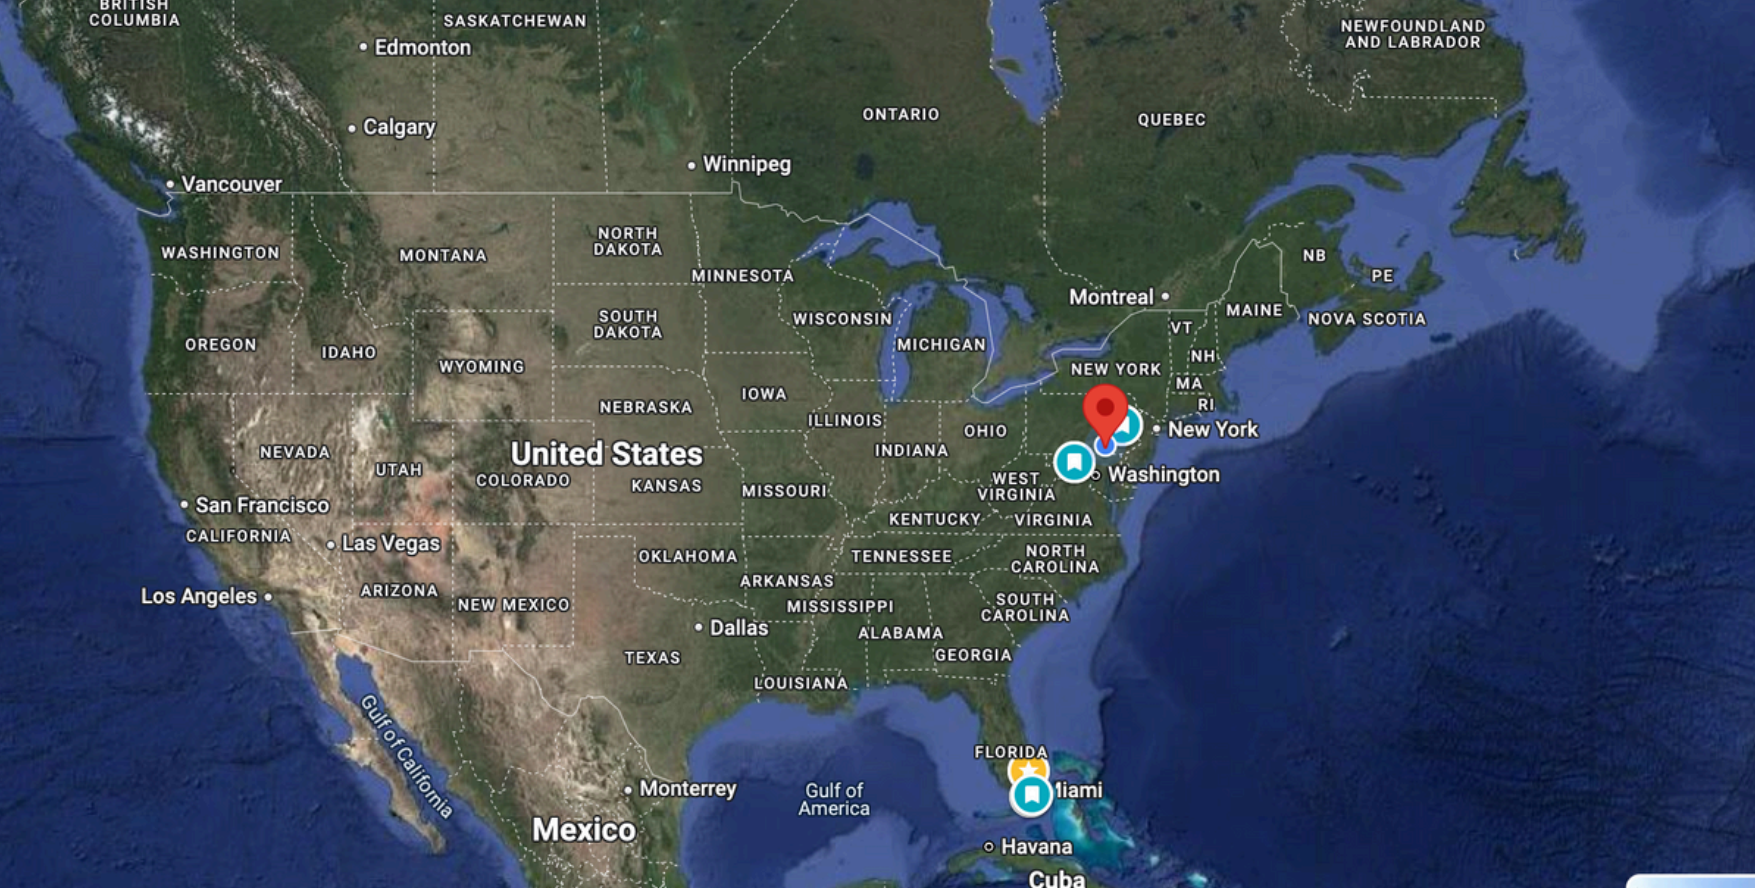 BRITISH
COLUMBIA
SASKATCHEWAN
NEWFOUNDLAND
AND LABRADOR
Edmonton
ONTARIO
QUEBEC
Calgary
Winnipeg
Vancouver
WASHINGTON
MONTANA
NORTH
DAKOTA
MINNESOTA
NB
PE
Montreal
MAINE
NOVA SCOTIA
OREGON
IDAHO
SOUTH
DAKOTA
WISCONSIN
MICHIGAN
VT
NH
WYOMING
NEW YORK
MA
RI
IOWA
NEBRASKA
ILLINOIS
INDIANA
OHIO
New York
NEVADA
UTAH
United States
COLORADO
KANSAS
MISSOURI
WEST
VIRGINIA
Washington
San Francisco
CALIFORNIA
KENTUCKY
VIRGINIA
Las Vegas
OKLAHOMA
TENNESSEE
NORTH
CAROLINA
Los Angeles
ARIZONA
NEW MEXICO
ARKANSAS
MISSISSIPPI
SOUTH
CAROLINA
Dallas
ALABAMA
TEXAS
GEORGIA
LOUISIANA
Gulf of California
FLORIDA
Miami
Monterrey
Gulf of
America
Mexico
Havana
Cuba